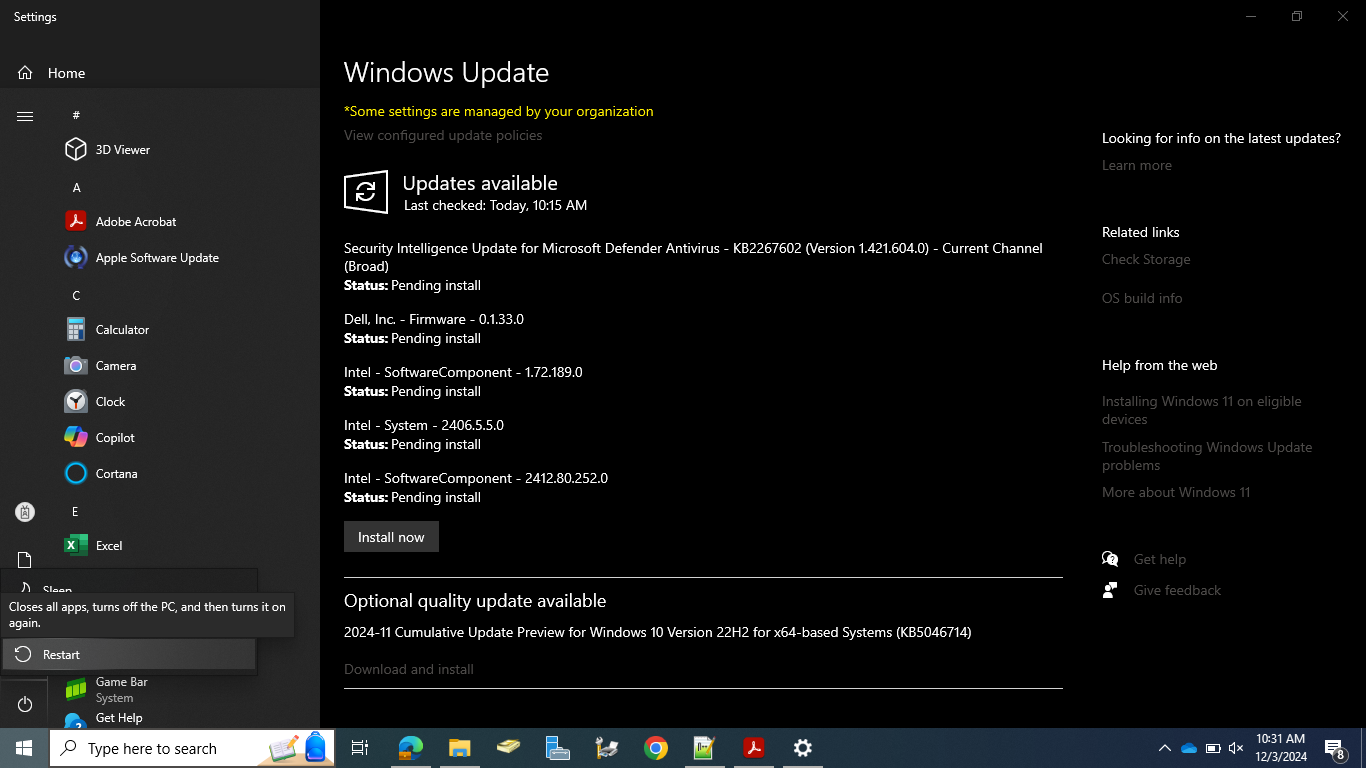 Settings
Home
#
3D Viewer
A
Adobe Acrobat
Apple Software Update
C
Calculator
Camera
Clock
Copilot
Cortana
E
Excel
Sleep
Closes all apps, turns off the PC, and then turns it on
again.
Restart
Game Bar
System
Get Help
Windows Update
*Some settings are managed by your organization
View configured update policies
Updates available
Last checked: Today, 10:15 AM
Security Intelligence Update for Microsoft Defender Antivirus - KB2267602 (Version 1.421.604.0) - Current Channel
(Broad)
Status: Pending install
Dell, Inc. - Firmware - 0.1.33.0
Status: Pending install
Intel - SoftwareComponent - 1.72.189.0
Status: Pending install
Intel - System - 2406.5.5.0
Status: Pending install
Intel - SoftwareComponent - 2412.80.252.0
Status: Pending install
Install now
Optional quality update available
2024-11 Cumulative Update Preview for Windows 10 Version 22H2 for x64-based Systems (KB5046714)
Download and install
Looking for info on the latest updates?
Learn more
Related links
Check Storage
OS build info
Help from the web
Installing Windows 11 on eligible
devices
Troubleshooting Windows Update
problems
More about Windows 11
Get help
Give feedback
Type here to search
10:31 AM
12/3/2024
8